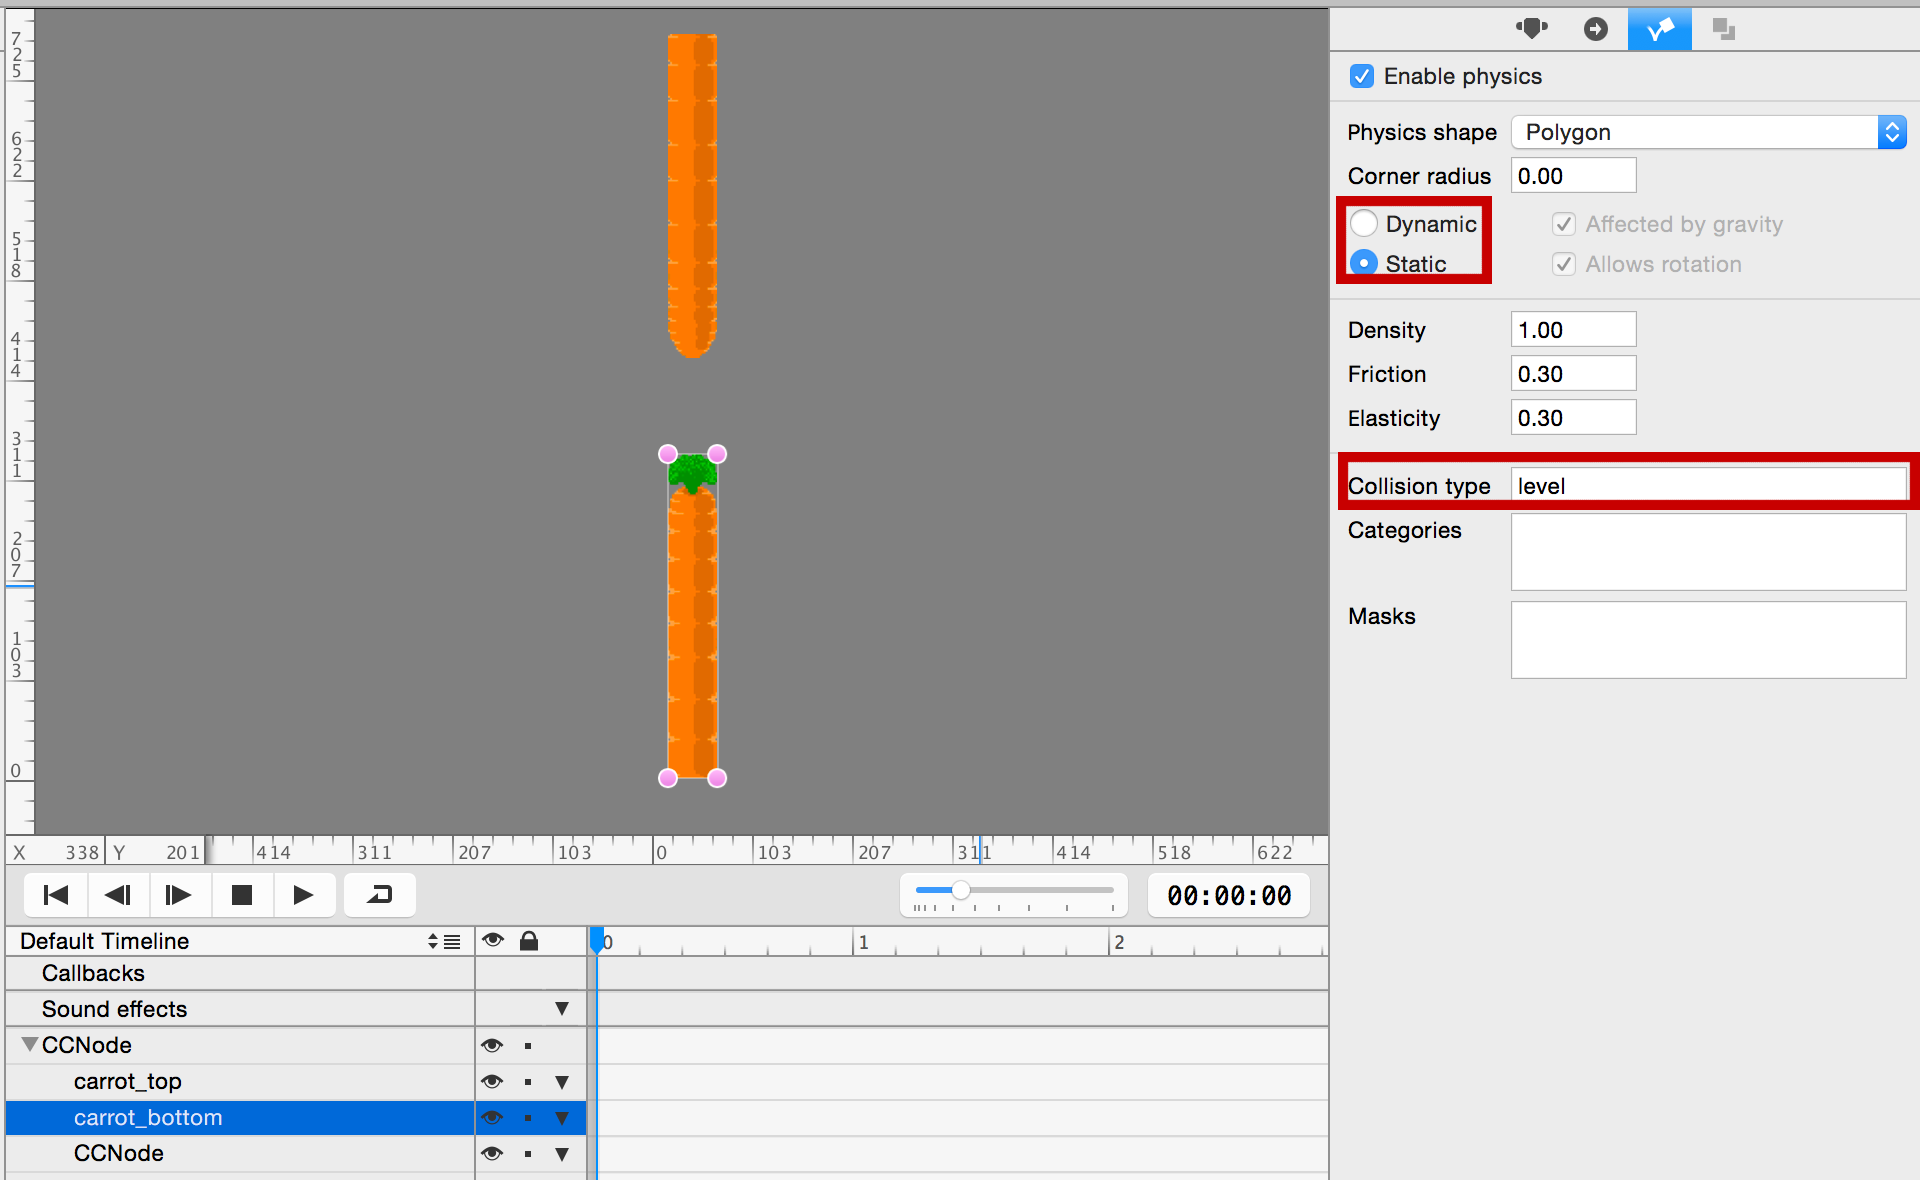 Enable physics
Physics shape Polygon
Corner radius 0.00
Dynamic Affected by gravity
Static Allows rotation
Density 1.00
Friction 0.30
Elasticity 0.30
Collision type level
Categories
Masks
725
622
518
414
311
207
103
0
X 338 Y 201 414 311 207 103 0 103 207 311 414 518 622
00:00:00
Default Timeline 0 1 2
Callbacks
Sound effects
CCNode
carrot_top
carrot_bottom
CCNode